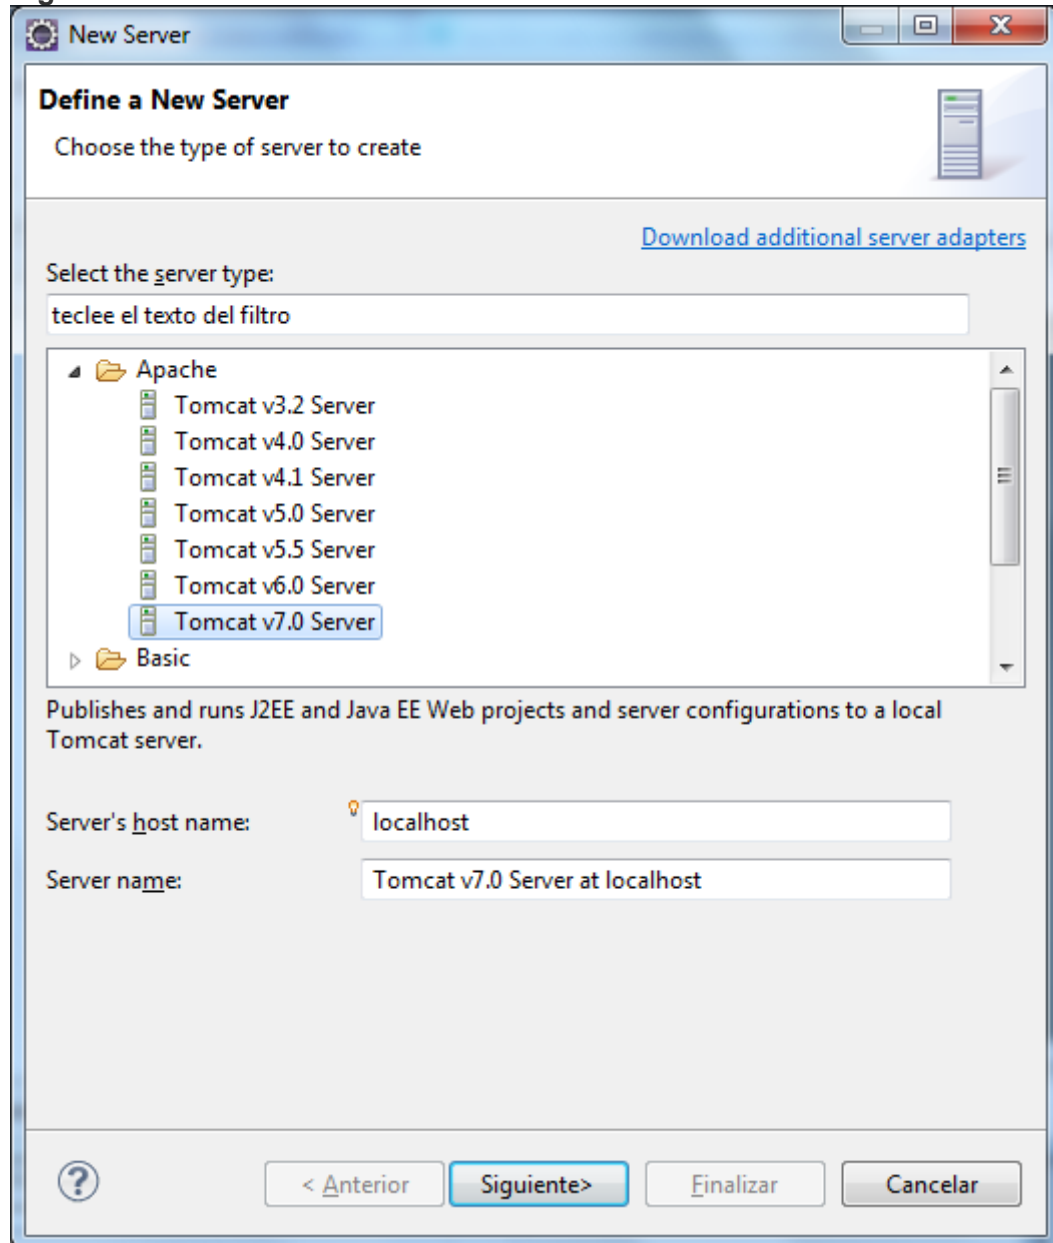 New Server
Define a New Server
Choose the type of server to create
Download additional server adapters
Select the server type:
teclee el texto del filtro
Apache
Tomcat v3.2 Server
Tomcat v4.0 Server
Tomcat v4.1 Server
Tomcat v5.0 Server
Tomcat v5.5 Server
Tomcat v6.0 Server
Tomcat v7.0 Server
Basic
Publishes and runs J2EE and Java EE Web projects and server configurations to a local
Tomcat server.
Server's host name: localhost
Server name: Tomcat v7.0 Server at localhost
< Anterior Siguiente> Finalizar Cancelar